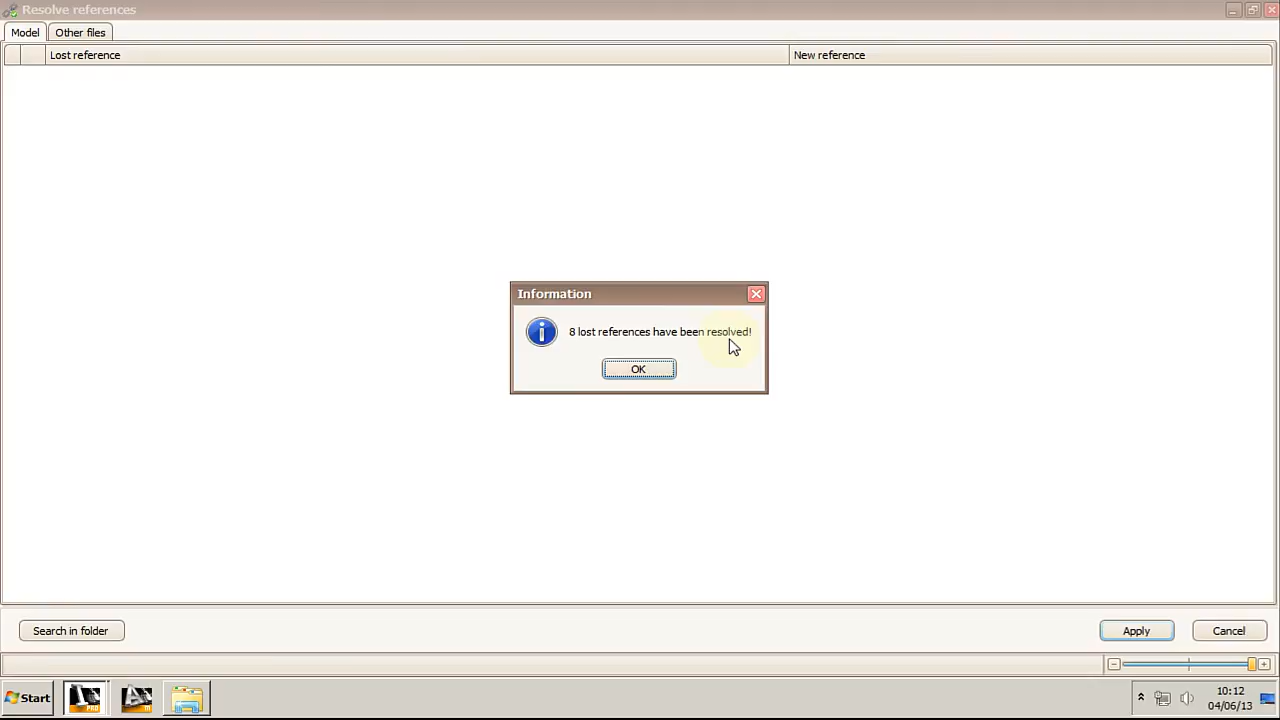 Resolve references
Model
Other files
Lost reference
New reference
Information
8 lost references have been resolved!
OK
Search in folder
Apply
Cancel
Start
10:12
04/06/13